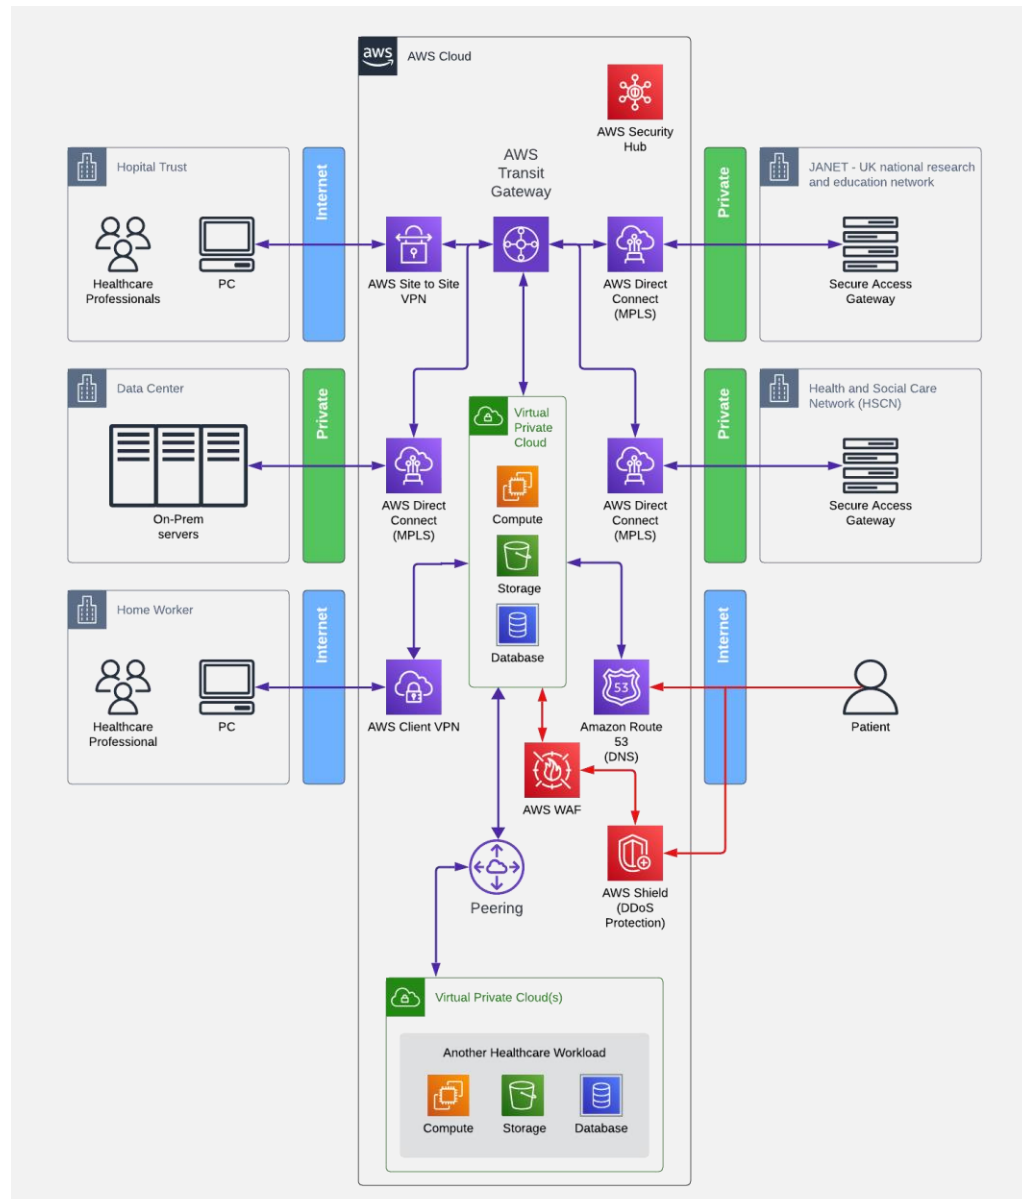 aws
AWS Cloud
AWS Security
Hub
AWS
Transit
Gateway
Hopital Trust
Healthcare
Professionals
PC
Internet
AWS Site to Site
VPN
AWS Direct
Connect
(MPLS)
Private
JANET - UK national research
and education network
Secure Access
Gateway
Data Center
On-Prem
servers
Private
AWS Direct
Connect
(MPLS)
Virtual
Private
Cloud
Compute
Storage
Database
AWS Direct
Connect
(MPLS)
Private
Health and Social Care
Network (HSCN)
Secure Access
Gateway
Home Worker
Healthcare
Professional
PC
Internet
AWS Client VPN
53
Amazon Route
53
(DNS)
Internet
Patient
AWS WAF
AWS Shield
(DDoS
Protection)
Peering
Virtual Private Cloud(s)
Another Healthcare Workload
Compute
Storage
Database